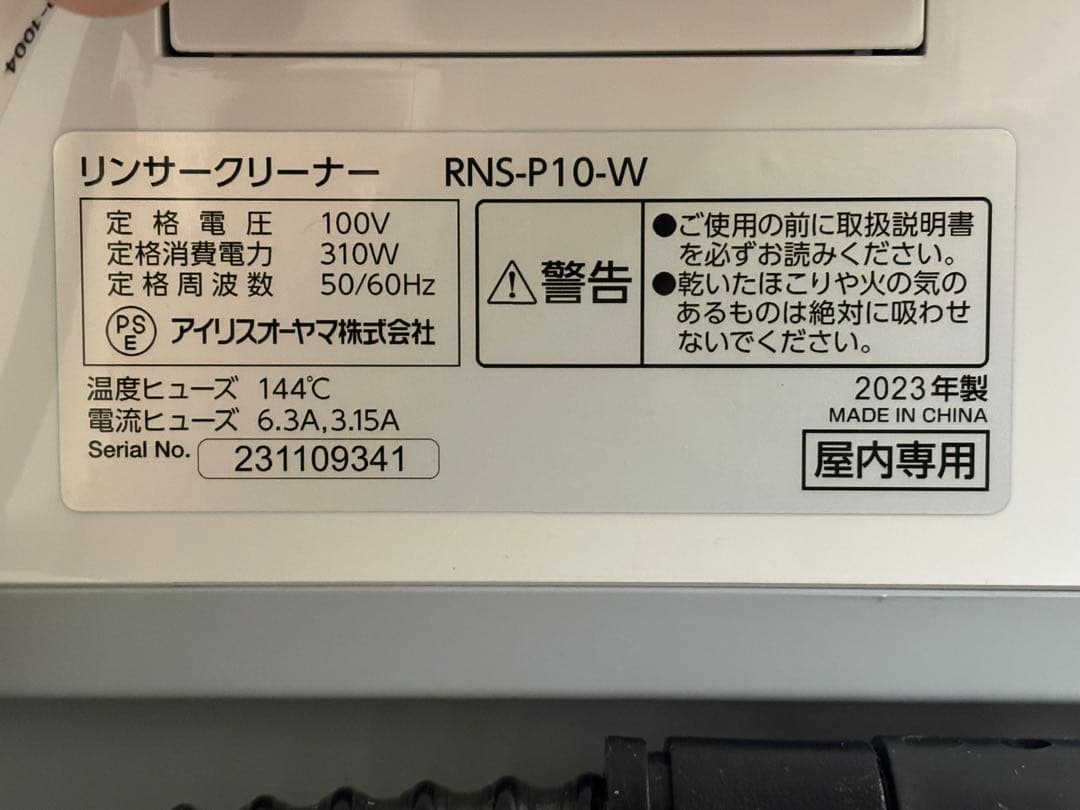 リンサークリーナー RNS-P10-W
定格電圧 100V
定格消費電力 310W
定格周波数 50/60Hz
PS
E
アイリスオーヤマ株式会社
警告
●ご使用の前に取扱説明書
を必ずお読みください。
●乾いたほこりや火の気の
あるものは絶対に吸わせ
ないでください。
温度ヒューズ 144℃
電流ヒューズ 6.3A,3.15A
Serial No. 231109341
2023年製
MADE IN CHINA
屋内専用